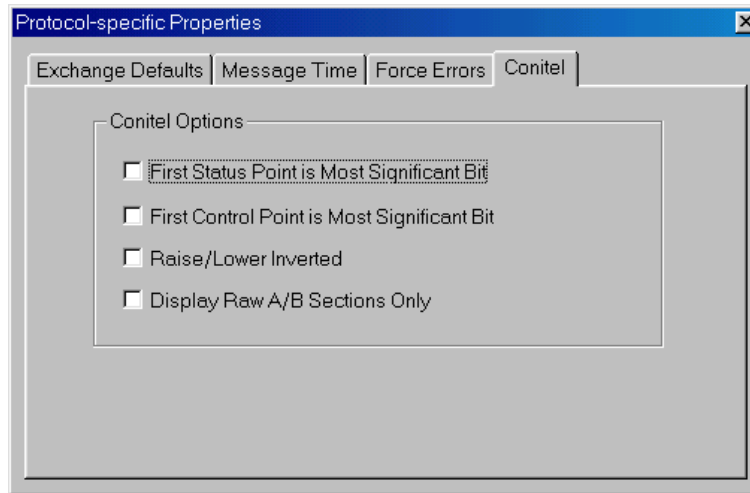 Protocol-specific Properties
Exchange Defaults
Message Time
Force Errors
Conitel
Conitel Options
First Status Point is Most Significant Bit
First Control Point is Most Significant Bit
Raise/Lower Inverted
Display Raw A/B Sections Only